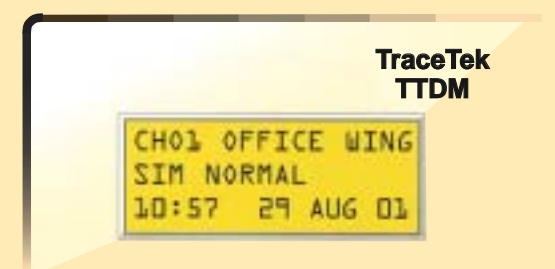 TraceTek
TTDM
CH01 OFFICE WING
SIM NORMAL
10:57 29 AUG 01